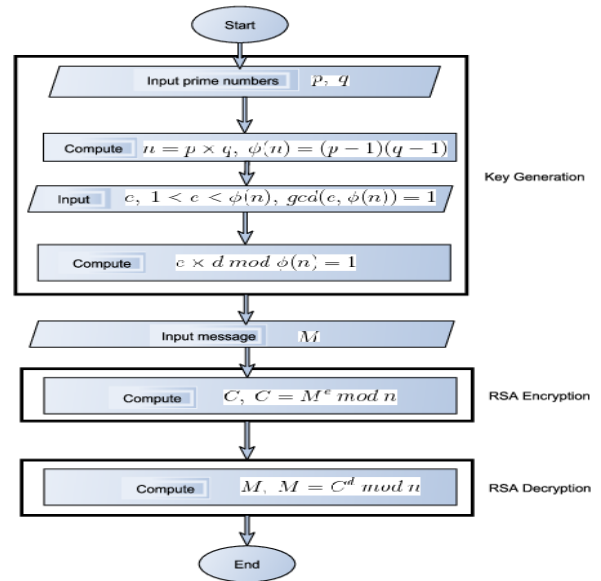 Start
Input prime numbers p, q
Compute n = p × q, ϕ(n) = (p − 1)(q − 1)
Key Generation
Input e, 1 < e < ϕ(n), gcd(e, ϕ(n)) = 1
Compute e × d mod ϕ(n) = 1
Input message M
Compute C, C = M^e mod n
RSA Encryption
Compute M, M = C^d mod n
RSA Decryption
End